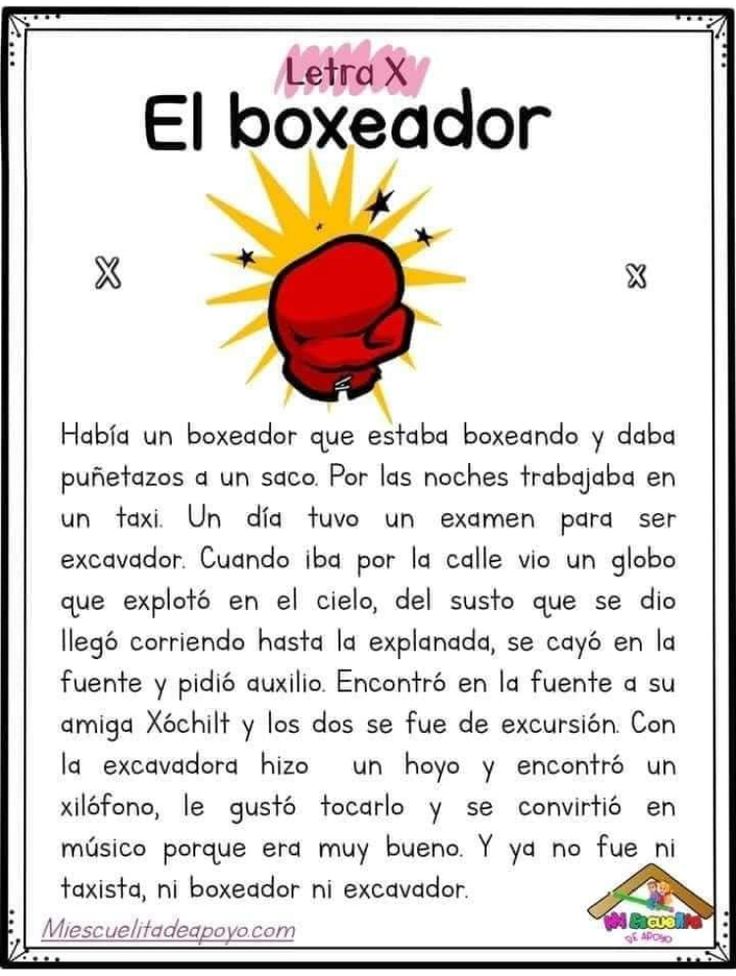 Letra X
El boxeador
X
x
Había un boxeador que estaba boxeando y daba
puñetazos a un saco. Por las noches trabajaba en
un taxi. Un día tuvo un examen para ser
excavador. Cuando iba por la calle vio un globo
que explotó en el cielo, del susto que se dio
llegó corriendo hasta la explanada, se cayó en la
fuente y pidió auxilio. Encontró en la fuente a su
amiga Xóchilt y los dos se fue de excursión. Con
la excavadora hizo un hoyo y encontró un
xilófono, le gustó tocarlo y se convirtió en
músico porque era muy bueno. Y ya no fue ni
taxista, ni boxeador ni excavador.
Miescuelitadeapoyo.com
Mi Escuelita
DE APOYO